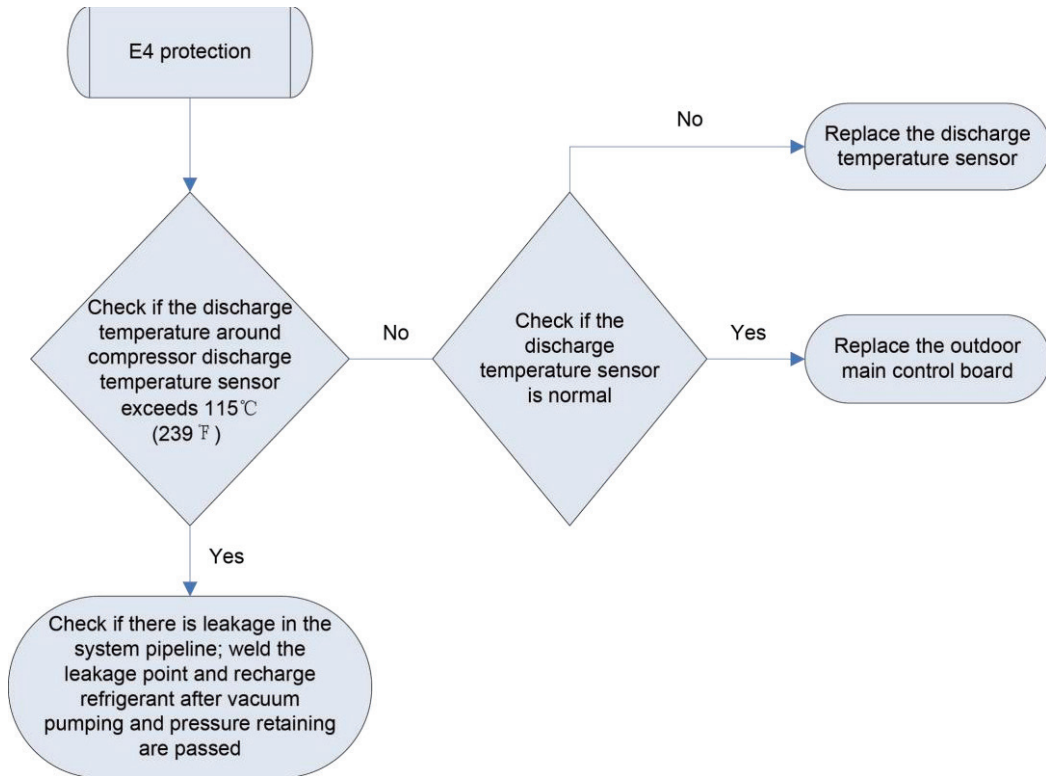 E4 protection
No
Replace the discharge
temperature sensor
Check if the discharge
temperature around
compressor discharge
temperature sensor
exceeds 115℃
(239 ℉)
No
Check if the
discharge
temperature sensor
is normal
Yes
Replace the outdoor
main control board
Yes
Check if there is leakage in the
system pipeline; weld the
leakage point and recharge
refrigerant after vacuum
pumping and pressure retaining
are passed